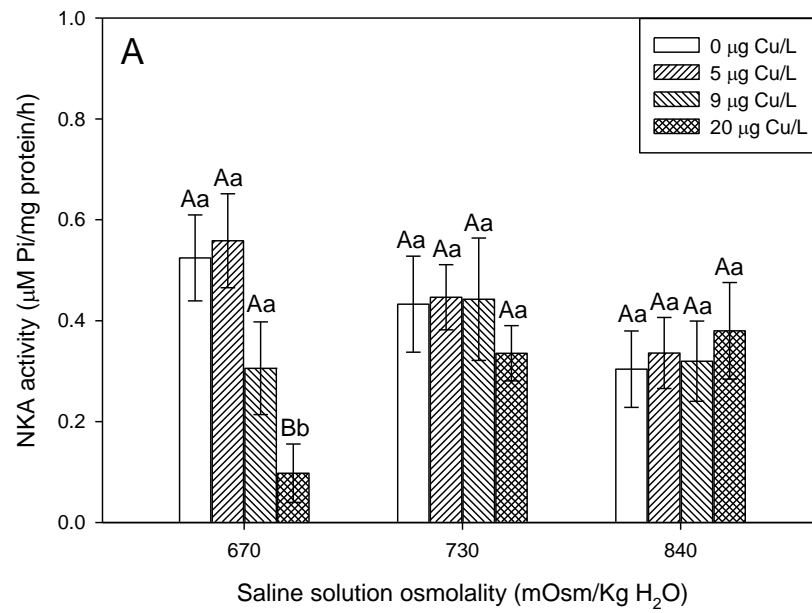 A
0 µg Cu/L
5 µg Cu/L
9 µg Cu/L
20 µg Cu/L
1.0
0.8
0.6
0.4
0.2
0.0
NKA activity (µM Pi/mg protein/h)
Aa
Aa
Aa
Bb
Aa
Aa
Aa
Aa
Aa
Aa
Aa
Aa
670
730
840
Saline solution osmolality (mOsm/Kg H₂O)